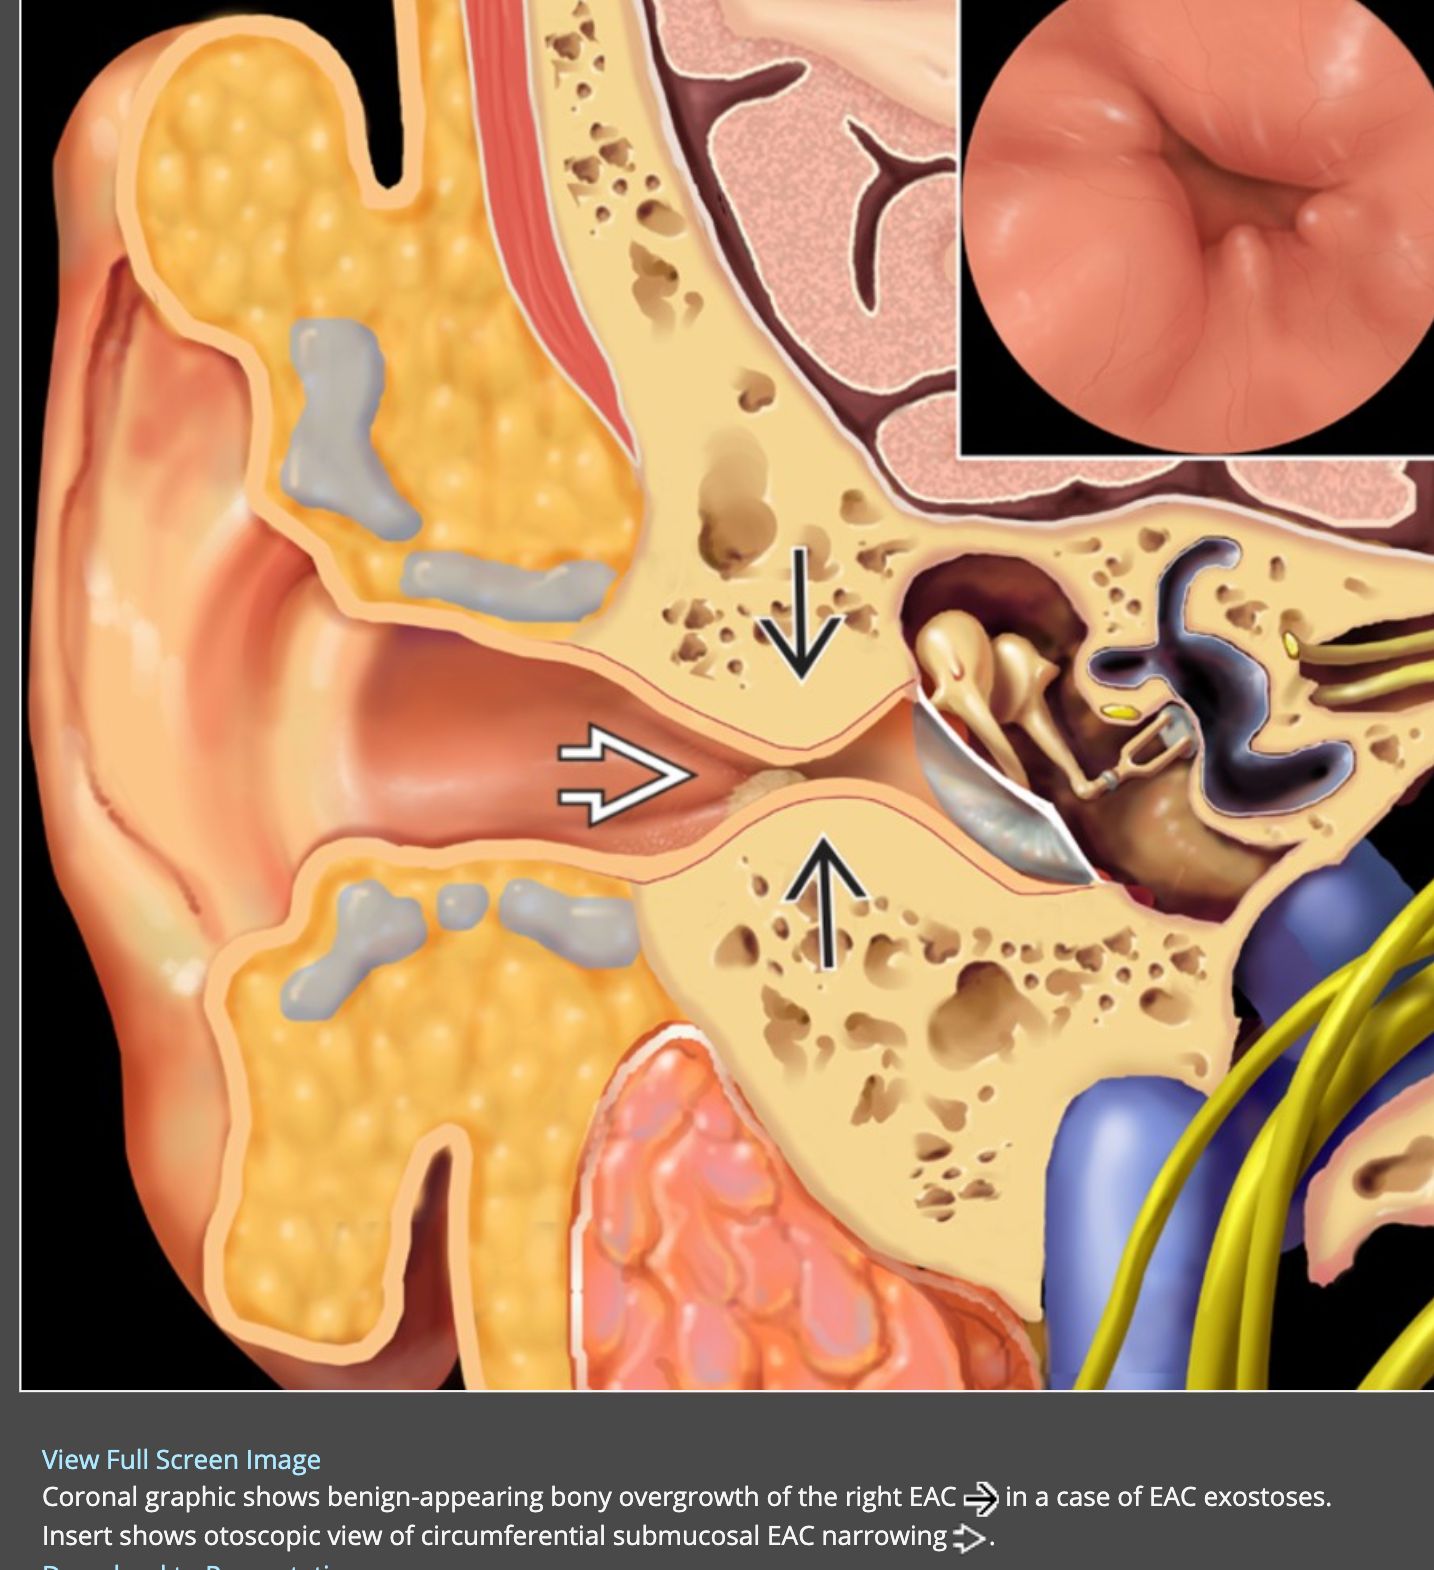 View Full Screen Image
Coronal graphic shows benign-appearing bony overgrowth of the right EAC in a case of EAC exostoses.
Insert shows otoscopic view of circumferential submucosal EAC narrowing .